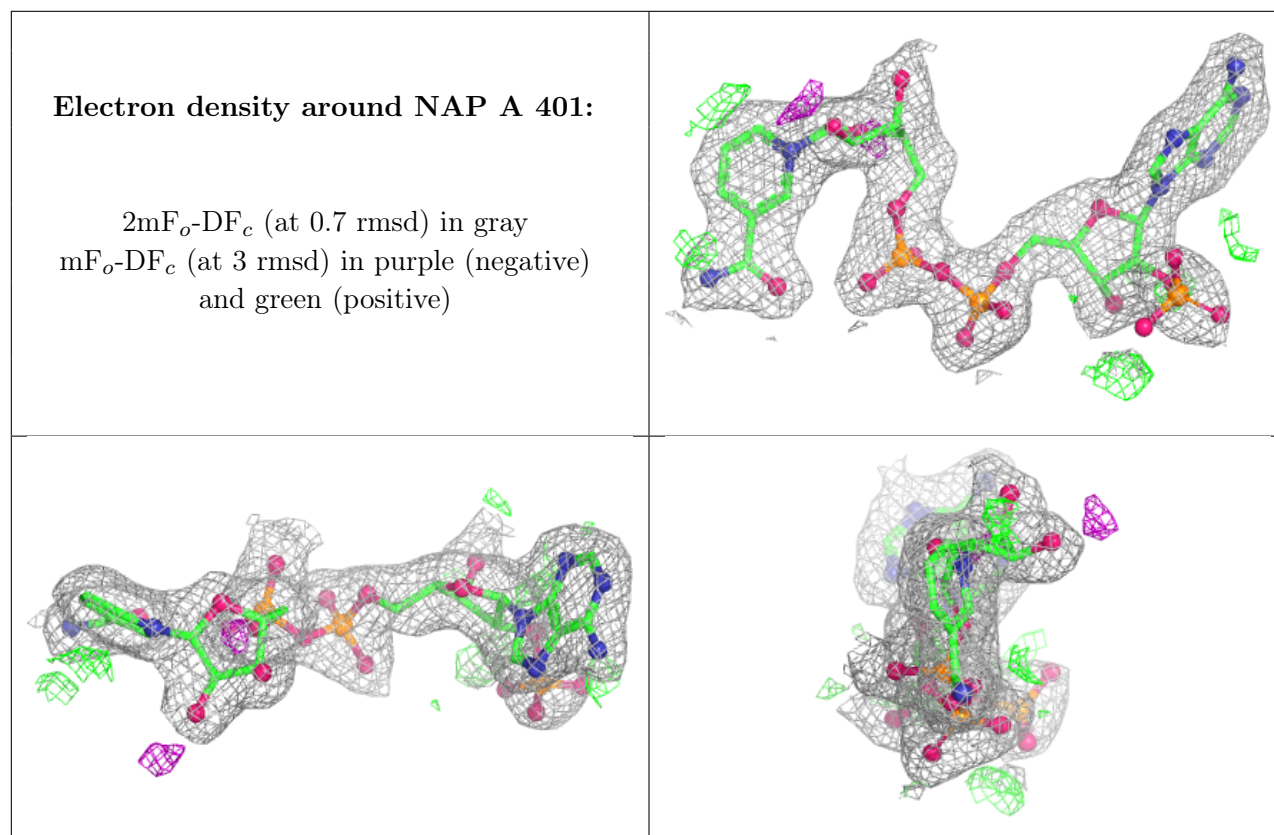 Electron density around NAP A 401:
2mFₒ-DF𝒸 (at 0.7 rmsd) in gray
mFₒ-DF𝒸 (at 3 rmsd) in purple (negative)
and green (positive)